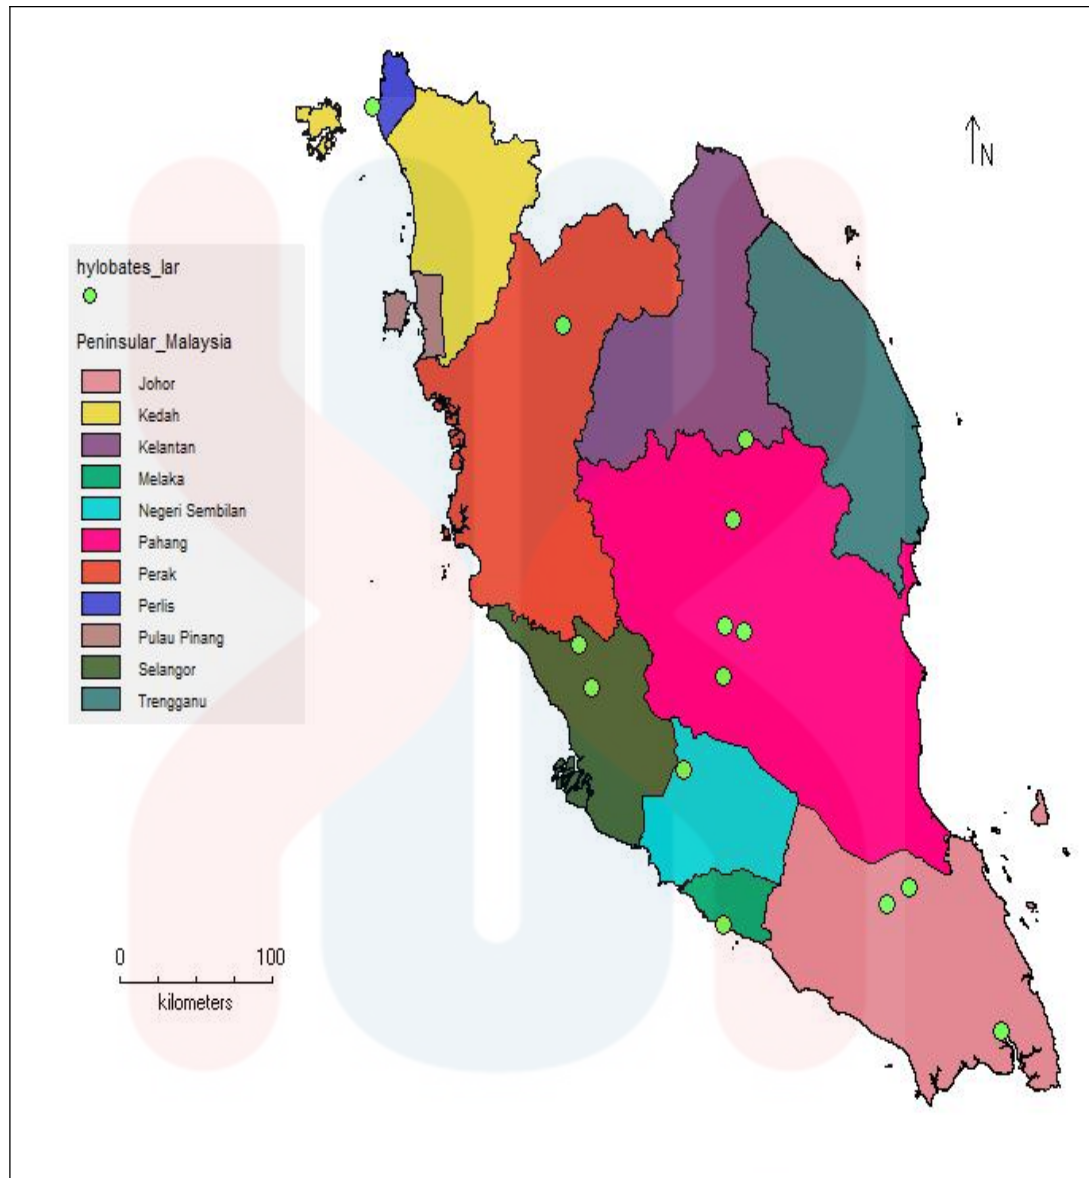 N
hylobates_lar
Peninsular_Malaysia
Johor
Kedah
Kelantan
Melaka
Negeri Sembilan
Pahang
Perak
Perlis
Pulau Pinang
Selangor
Trengganu
0 100
kilometers